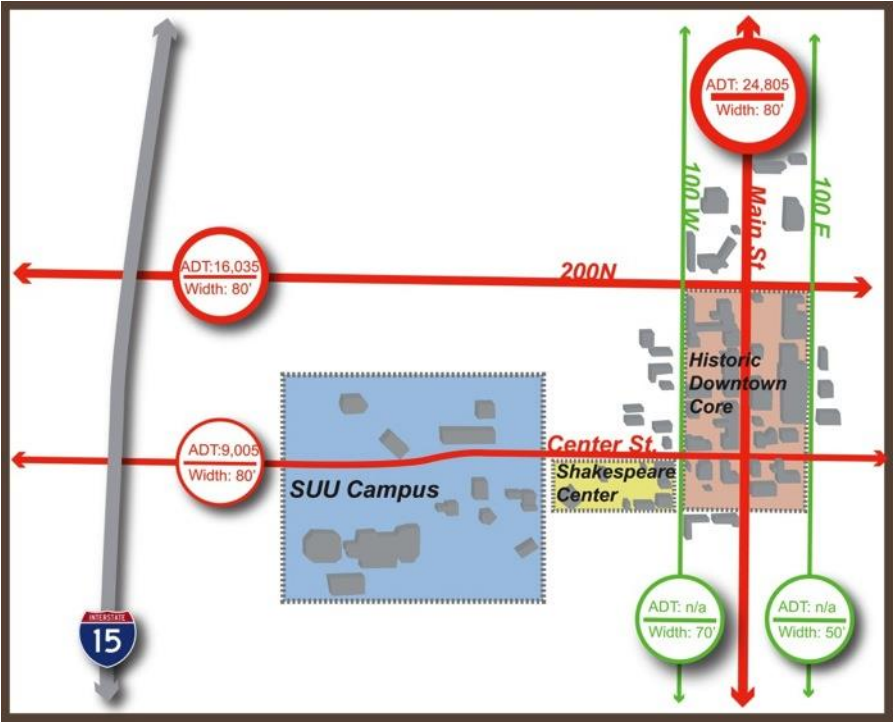 ADT: 24,805
Width: 80'
100 W
Main St
100 E
ADT:16,035
Width: 80'
200N
Historic
Downtown
Core
ADT:9,005
Width: 80'
Center St.
SUU Campus
Shakespeare
Center
INTERSTATE
15
ADT: n/a
Width: 70'
ADT: n/a
Width: 50'